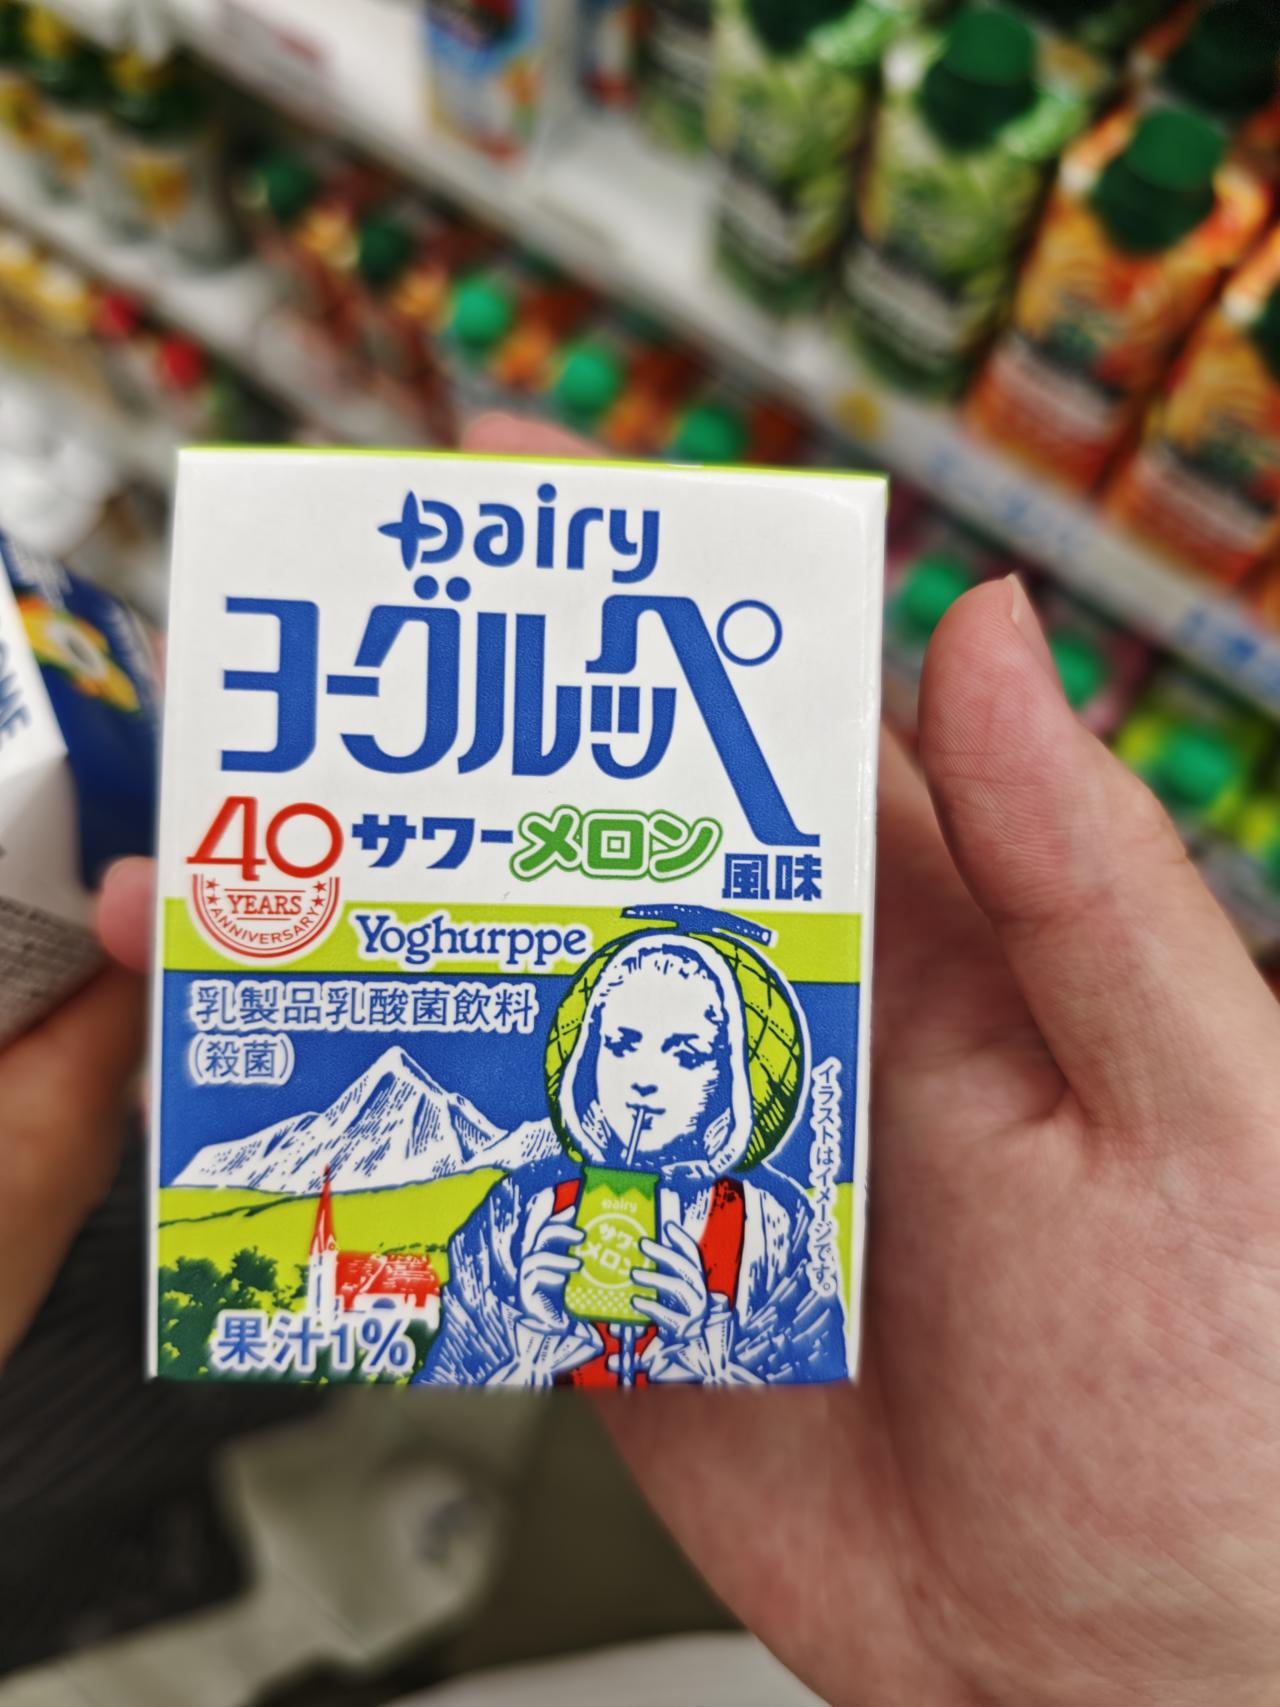 Dairy
ヨーグルッペ
40 サワーメロン風味
YEARS
ANNIVERSARY
Yoghurppe
乳製品乳酸菌飲料
(殺菌)
イラストはイメージです。
Dairy
サワー
メロン
果汁1%